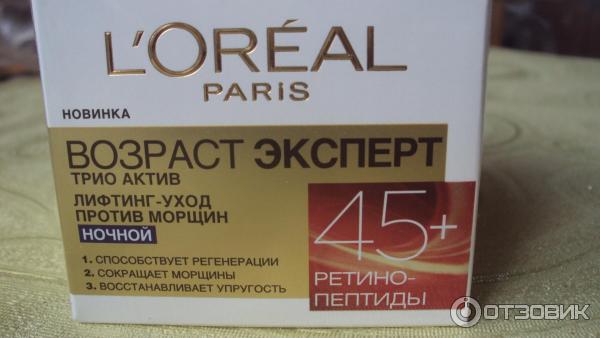 L'ORÉAL
PARIS
НОВИНКА
ВОЗРАСТ ЭКСПЕРТ
ТРИО АКТИВ
ЛИФТИНГ-УХОД
ПРОТИВ МОРЩИН
НОЧНОЙ
1. СПОСОБСТВУЕТ РЕГЕНЕРАЦИИ
2. СОКРАЩАЕТ МОРЩИНЫ
3. ВОССТАНАВЛИВАЕТ УПРУГОСТЬ
45+
РЕТИНО-
ПЕПТИДЫ
ОТЗОВИК